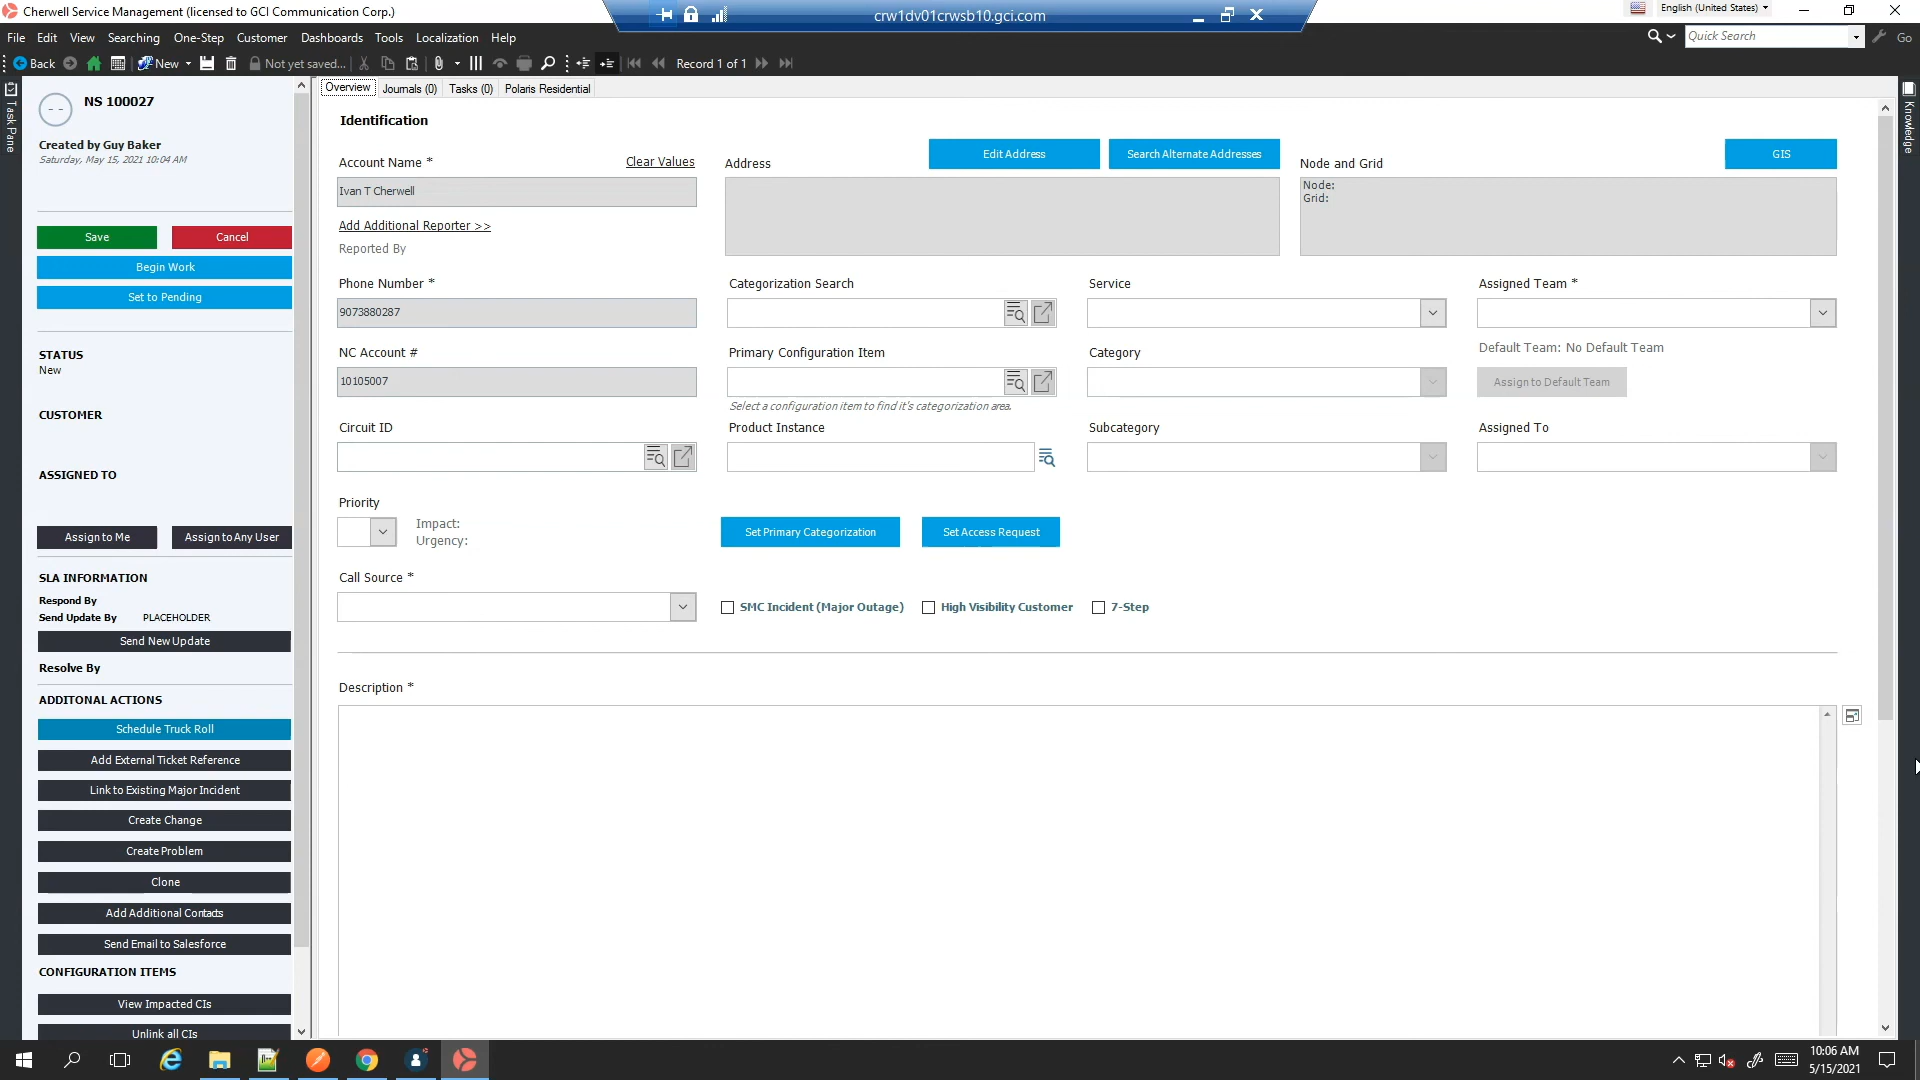 Cherwell Service Management (licensed to GCI Communication Corp.)
crw1dv01crwsb10.gci.com
English (United States)
File Edit View Searching One-Step Customer Dashboards Tools Localization Help
Quick Search
Go
Back New Not yet saved... Record 1 of 1
Task Pane
Knowledge
NS 100027
Created by Guy Baker
Saturday, May 15, 2021 10:04 AM
Save Cancel
Begin Work
Set to Pending
STATUS
New
CUSTOMER
ASSIGNED TO
Assign to Me Assign to Any User
SLA INFORMATION
Respond By
Send Update By PLACEHOLDER
Send New Update
Resolve By
ADDITONAL ACTIONS
Schedule Truck Roll
Add External Ticket Reference
Link to Existing Major Incident
Create Change
Create Problem
Clone
Add Additional Contacts
Send Email to Salesforce
CONFIGURATION ITEMS
View Impacted CIs
Unlink all CIs
Overview Journals (0) Tasks (0) Polaris Residential
Identification
Account Name * Clear Values
Ivan T Cherwell
Add Additional Reporter >>
Reported By
Address Edit Address Search Alternate Addresses
Node and Grid GIS
Node:
Grid:
Phone Number * Categorization Search Service Assigned Team *
9073880287
Default Team: No Default Team
NC Account # Primary Configuration Item Category
10105007
Assign to Default Team
Select a configuration item to find it's categorization area.
Circuit ID Product Instance Subcategory Assigned To
Priority
Impact:
Urgency:
Set Primary Categorization Set Access Request
Call Source *
SMC Incident (Major Outage) High Visibility Customer 7-Step
Description *
10:06 AM
5/15/2021